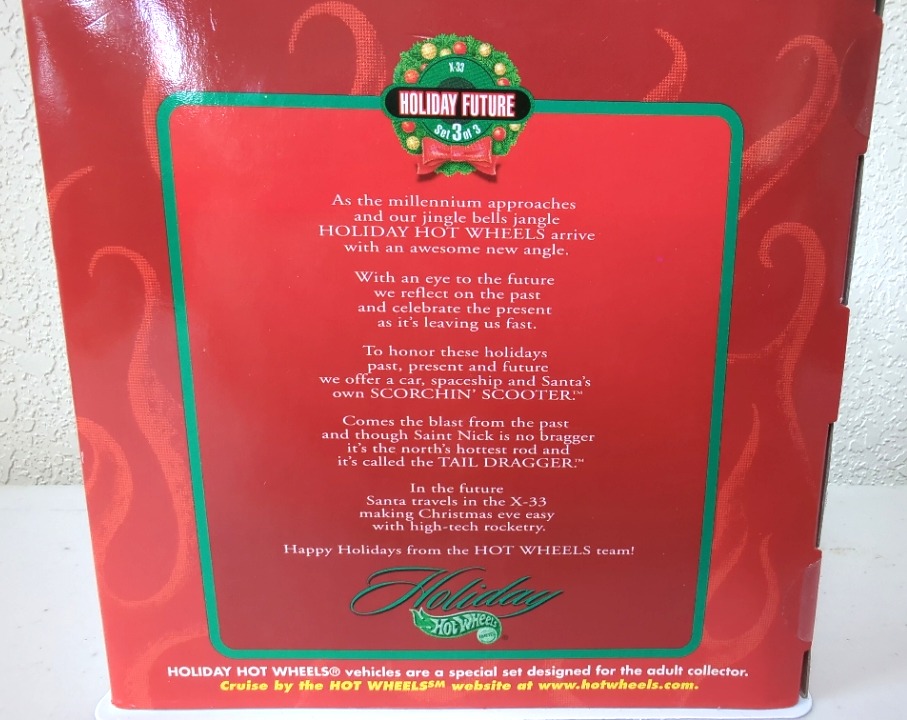 X-33
HOLIDAY FUTURE
Set 3 of 3
As the millennium approaches
and our jingle bells jangle
HOLIDAY HOT WHEELS arrive
with an awesome new angle.
With an eye to the future
we reflect on the past
and celebrate the present
as it's leaving us fast.
To honor these holidays
past, present and future
we offer a car, spaceship and Santa's
own SCORCHIN' SCOOTER.™
Comes the blast from the past
and though Saint Nick is no bragger
it's the north's hottest rod and
it's called the TAIL DRAGGER.™
In the future
Santa travels in the X-33
making Christmas eve easy
with high-tech rocketry.
Happy Holidays from the HOT WHEELS team!
Holiday
Hot Wheels
MATTEL
HOLIDAY HOT WHEELS® vehicles are a special set designed for the adult collector.
Cruise by the HOT WHEELS℠ website at www.hotwheels.com.